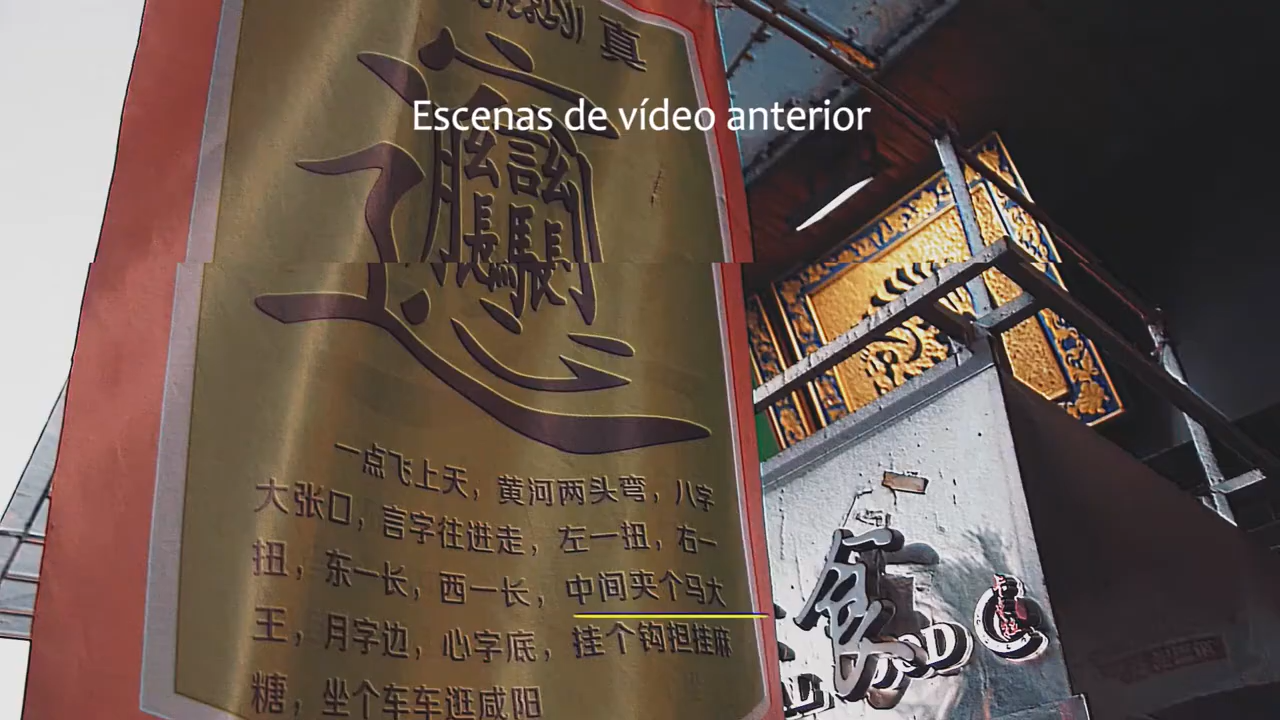 真
Escenas de vídeo anterior
一点飞上天，黄河两头弯，八字
大张口，言字往进走，左一扭，右一
扭，东一长，西一长，中间夹个马大
王，月字边，心字底，挂个钩担挂麻
糖，坐个车车逛咸阳